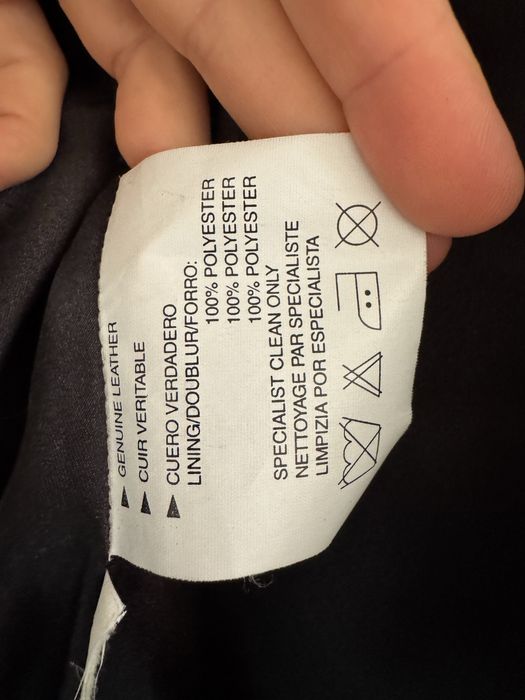 GENUINE LEATHER
CUIR VERITABLE
CUERO VERDADERO
LINING/DOUBLUR/FORRO:
100% POLYESTER
100% POLYESTER
100% POLYESTER
SPECIALIST CLEAN ONLY
NETTOYAGE PAR SPECIALISTE
LIMPIZIA POR ESPECIALISTA